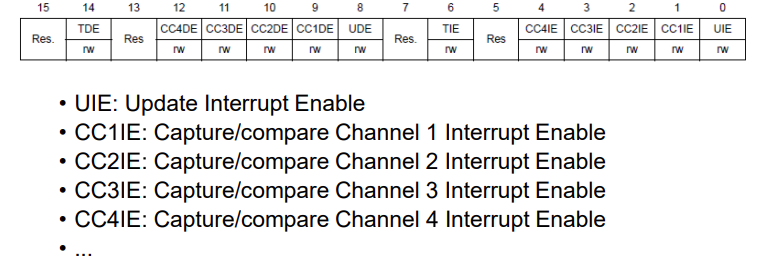 15 14 13 12 11 10 9 8 7 6 5 4 3 2 1 0
Res. TDE Res CC4DE CC3DE CC2DE CC1DE UDE Res. TIE Res CC4IE CC3IE CC2IE CC1IE UIE
rw rw rw rw rw rw rw rw rw rw rw rw
• UIE: Update Interrupt Enable
• CC1IE: Capture/compare Channel 1 Interrupt Enable
• CC2IE: Capture/compare Channel 2 Interrupt Enable
• CC3IE: Capture/compare Channel 3 Interrupt Enable
• CC4IE: Capture/compare Channel 4 Interrupt Enable
• ...